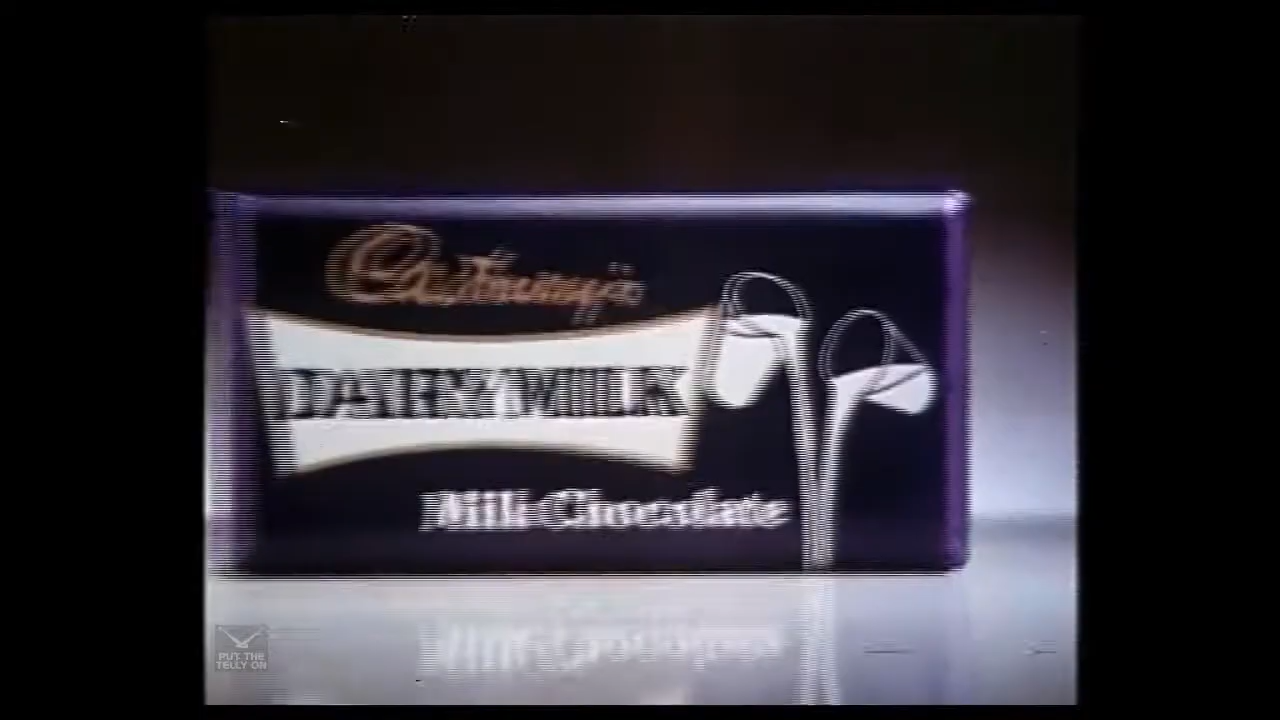 Cadbury's
DAIRY MILK
Milk Chocolate
PUT THE
TELLY ON